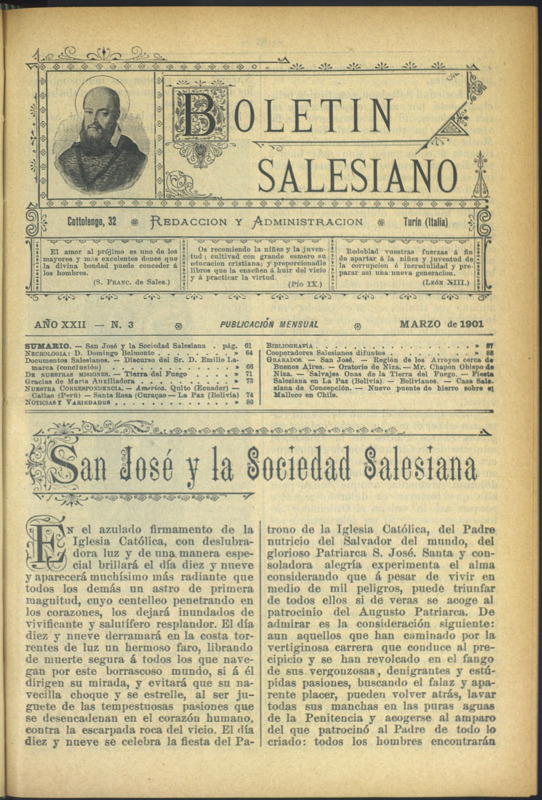 BOLETIN
SALESIANO
Cottolengo, 32 REDACCION Y ADMINISTRACION Turin (Italia)
El amor al prójimo es uno de los
mayores y más excelentes dones que
la divina bondad puede conceder á
los hombres.
(S. FRANC. de Sales.)
Os recomiendo la niñez y la juven-
tud; cultivad con grande esmero su
educacion cristiana; y proporcionadle
libros que la enseñen á huir del vicio
y á practicar la virtud.
(Pío IX.)
Redoblad vuestras fuerzas á fin
de apartar á la niñez y juventud de
la corrupcion é incredulidad y pre-
parar así una nueva generacion.
(LEÓN XIII.)
AÑO XXII — N. 3 PUBLICACIÓN MENSUAL MARZO de 1901
SUMARIO. — San José y la Sociedad Salesiana . pág. 61
NECROLOGIA: D. Domingo Belmonte . . . . . » 64
Documentos Salesianos. — Discurso del Sr. D. Emilio La-
marca (conclusión) . . . . . » 66
DE NUESTRAS MISIONES. — Tierra del Fuego . . . . » 71
Gracias de María Auxiliadora . . . . . » 73
NUESTRA CORRESPONDENCIA. — America. Quito (Ecuador) —
Callao (Perú) — Santa Rosa (Curaçao — La Paz (Bolivia) 74
NOTICIAS Y VARIEDADES . . . . . » 80
BIBLIOGRAFIA . . . . . » 87
Cooperadores Salesianos difuntos . . . . . » 88
GRABADOS — San José. — Región de los Arroyos cerca de
Buenos Aires. — Oratorio de Niza. — Mr. Chapón Obispo de
Niza. — Salvajes Onas de la Tierra del Fuego. — Fiesta
Salesiana en La Paz (Bolivia) — Bolivianos. — Casa Sale-
siana de Concepción. — Nuevo puente de hierro sobre el
Malleco en Chile.
San José y la Sociedad Salesiana
EN el azulado firmamento de la
Iglesia Católica, con deslubra-
dora luz y de una manera espe-
cial brillará el día diez y nueve
y aparecerá muchísimo más radiante que
todos los demás un astro de primera
magnitud, cuyo centelleo penetrando en
los corazones, los dejará inundalos de
vivificante y salutífero resplandor. El día
diez y nueve derramará en la costa tor-
rentes de luz un hermoso faro, librando
de muerte segura á todos los que nave-
gan por este borrascoso mundo, si á él
dirigen su mirada, y evitará que su na-
vecilla choque y se estrelle, al ser ju-
guete de las tempestuosas pasiones que
se desencadenan en el corazón humano,
contra la escarpada roca del vicio. El día
diez y nueve se celebra la fiesta del Pa-
trono de la Iglesia Católica, del Padre
nutricio del Salvador del mundo, del
glorioso Patriarca S. José. Santa y con-
soladora alegría experimenta el alma
considerando que á pesar de vivir en
medio de mil peligros, puede triunfar
de todos ellos si de veras se acoge al
patrocinio del Augusto Patriarca. De
admirar es la consideración siguiente:
aun aquellos que han caminado por la
vertiginosa carrera que conduce al pre-
cipicio y se han revolcado en el fango
de sus vergonzosas, denigrantes y estú-
pidas pasiones, buscando el falaz y apa-
rente placer, pueden volver atrás, lavar
todas sus manchas en las puras aguas
de la Penitencia y acogerse al amparo
del que patrocinó al Padre de todo lo
criado: todos los hombres encontrarán